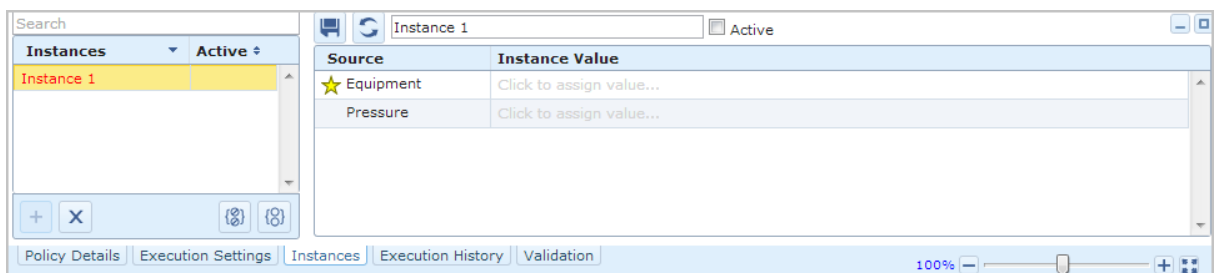 Search
Instances Active
Instance 1
Instance 1 Active
Source Instance Value
Equipment Click to assign value...
Pressure Click to assign value...
Policy Details Execution Settings Instances Execution History Validation
100%